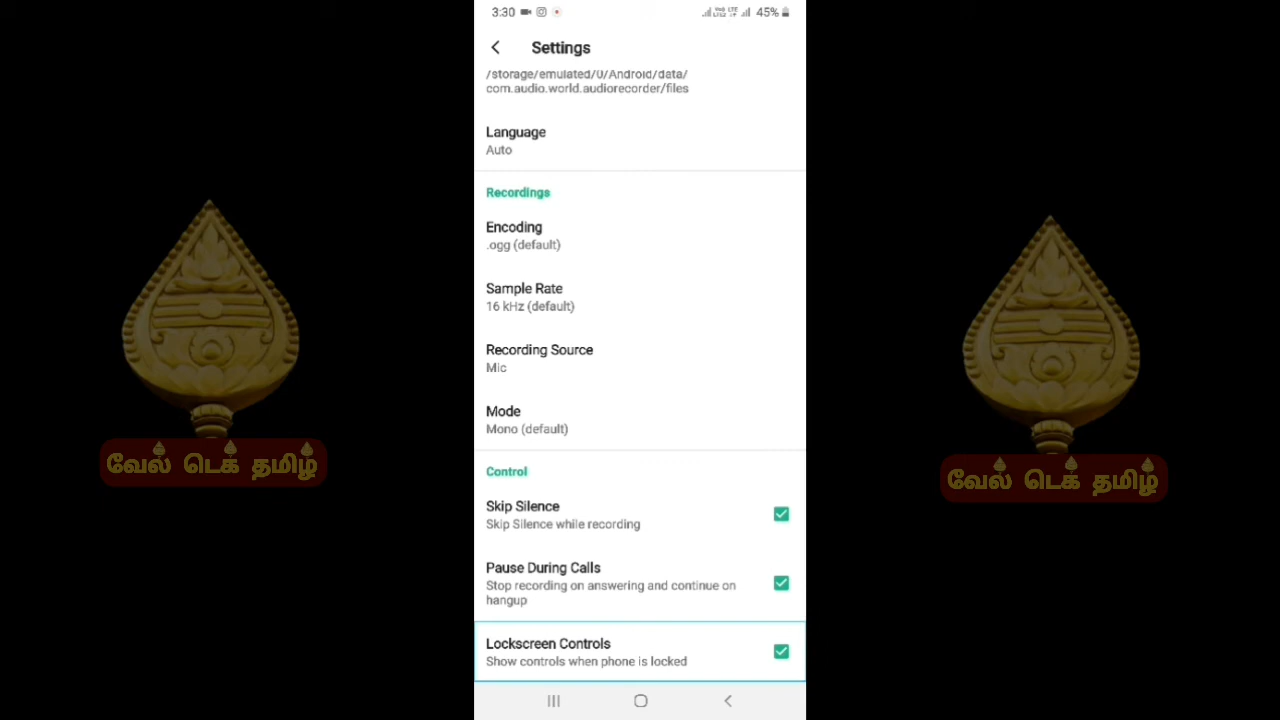 3:30
45%
Settings
/storage/emulated/0/Android/data/
com.audio.world.audiorecorder/files
Language
Auto
Recordings
Encoding
.ogg (default)
Sample Rate
16 kHz (default)
Recording Source
Mic
Mode
Mono (default)
Control
Skip Silence
Skip Silence while recording
Pause During Calls
Stop recording on answering and continue on
hangup
Lockscreen Controls
Show controls when phone is locked
வேல் டெக் தமிழ்
வேல் டெக் தமிழ்